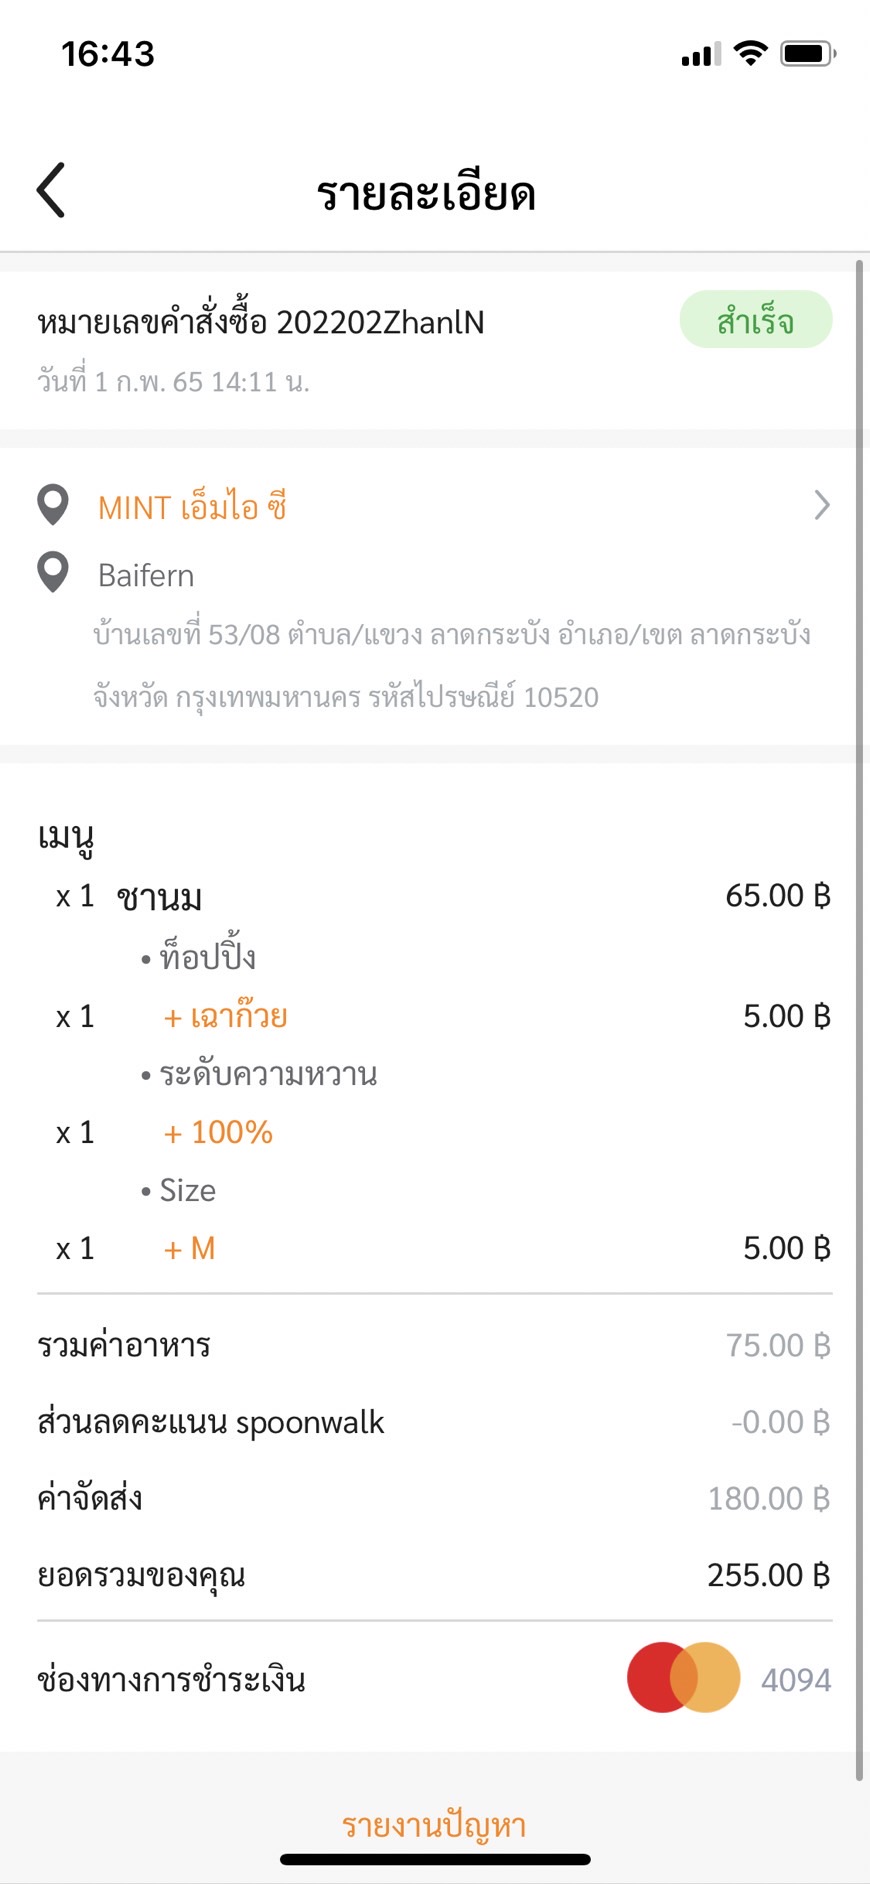 16:43
รายละเอียด
หมายเลขคำสั่งซื้อ 202202ZhanlN
สำเร็จ
วันที่ 1 ก.พ. 65 14:11 น.
MINT เอ็มไอ ซี
Baifern
บ้านเลขที่ 53/08 ตำบล/แขวง ลาดกระบัง อำเภอ/เขต ลาดกระบัง
จังหวัด กรุงเทพมหานคร รหัสไปรษณีย์ 10520
เมนู
x 1 ชานม 65.00 ฿
• ท็อปปิ้ง
x 1 + เฉาก๊วย 5.00 ฿
• ระดับความหวาน
x 1 + 100%
• Size
x 1 + M 5.00 ฿
รวมค่าอาหาร 75.00 ฿
ส่วนลดคะแนน spoonwalk -0.00 ฿
ค่าจัดส่ง 180.00 ฿
ยอดรวมของคุณ 255.00 ฿
ช่องทางการชำระเงิน 4094
รายงานปัญหา